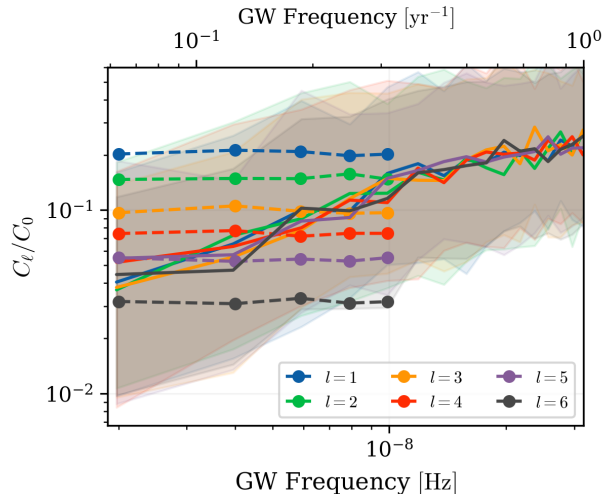 GW Frequency [yr⁻¹]
10⁻¹ 10⁰
C_ℓ/C_0
10⁻¹
10⁻²
l = 1 l = 3 l = 5
l = 2 l = 4 l = 6
10⁻⁸
GW Frequency [Hz]